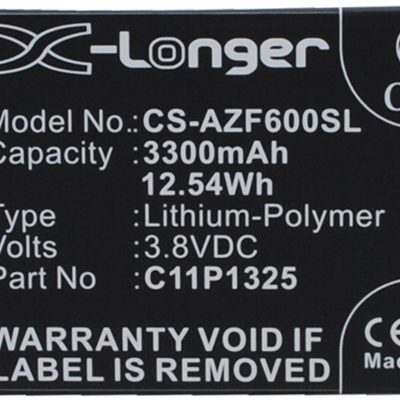 X-Longer
Model No.: CS-AZF600SL
Capacity : 3300mAh
12.54Wh
Type : Lithium-Polymer
Volts : 3.8VDC
Part No : C11P1325
WARRANTY VOID IF
LABEL IS REMOVED
CE